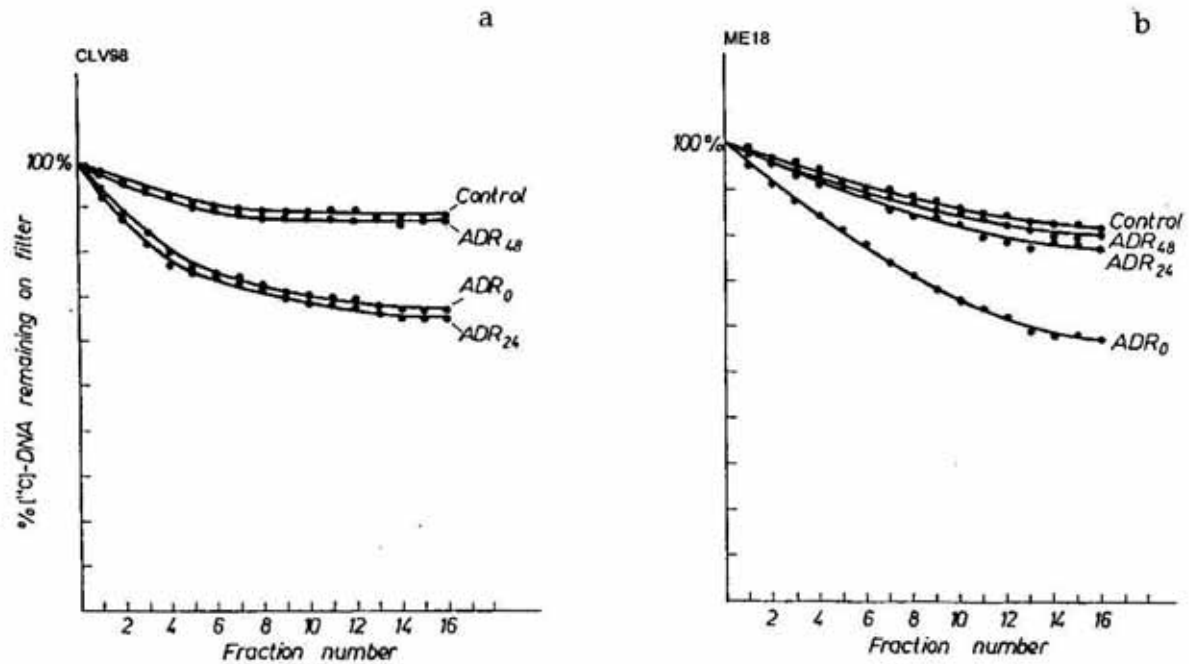 a
CLV98
100%
Control
ADR48
ADR0
ADR24
% [14C]-DNA remaining on filter
2 4 6 8 10 12 14 16
Fraction number
b
ME18
100%
Control
ADR48
ADR24
ADR0
2 4 6 8 10 12 14 16
Fraction number